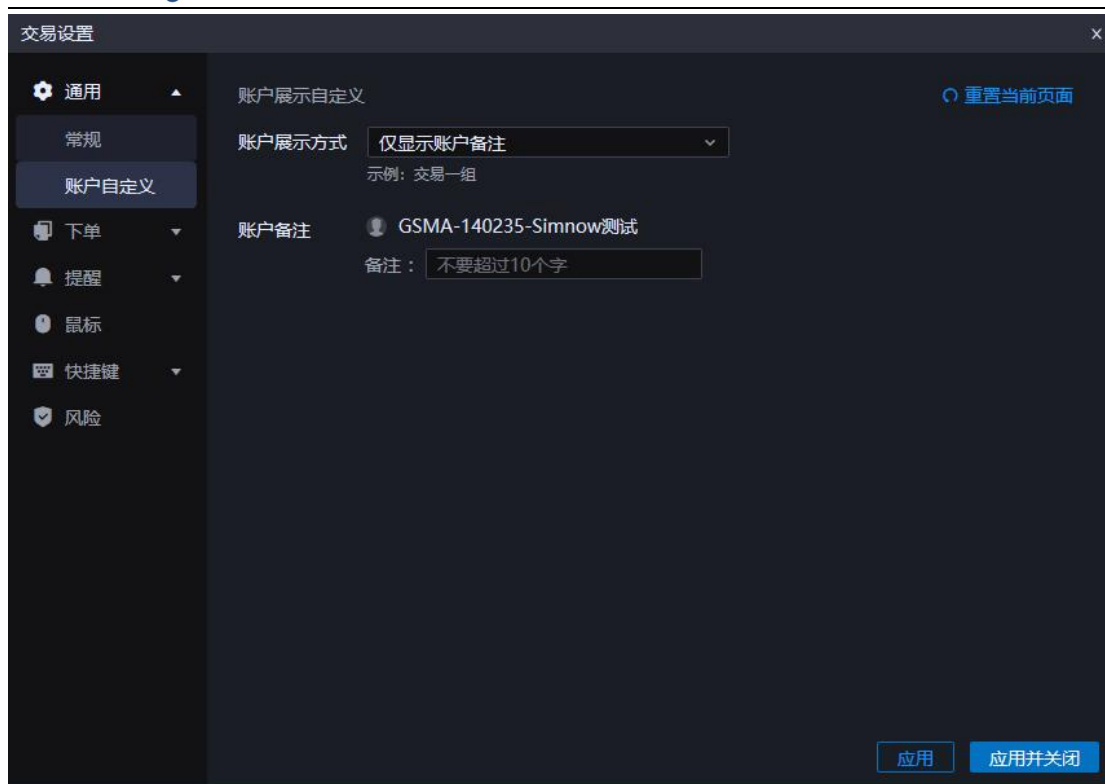 交易设置
x
通用
常规
账户自定义
下单
提醒
鼠标
快捷键
风险
账户展示自定义
重置当前页面
账户展示方式 仅显示账户备注
示例: 交易一组
账户备注 GSMA-140235-Simnow测试
备注： 不要超过10个字
应用 应用并关闭